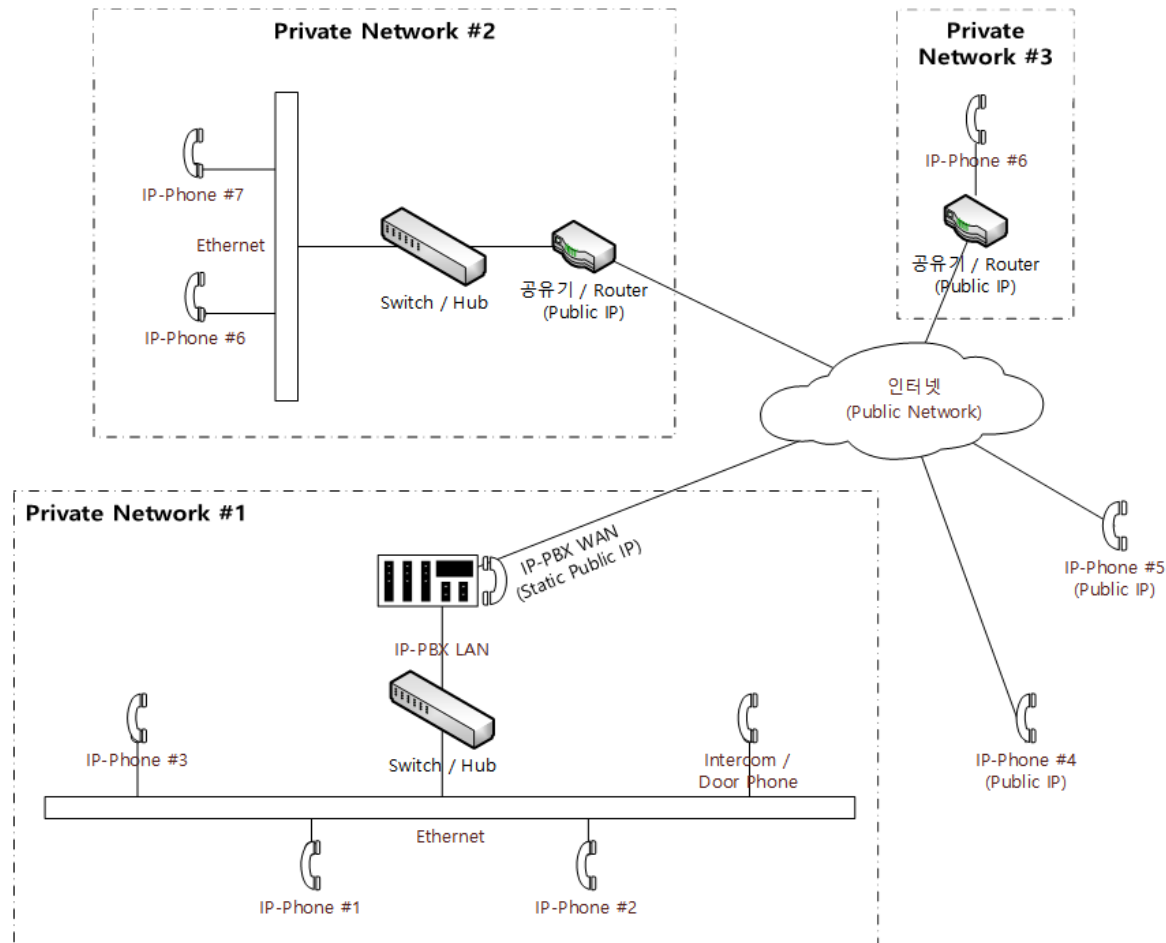 Private Network #2
Private
Network #3
IP-Phone #7
IP-Phone #6
Ethernet
Switch / Hub
공유기 / Router
(Public IP)
IP-Phone #6
공유기 / Router
(Public IP)
인터넷
(Public Network)
Private Network #1
IP-PBX WAN
(Static Public IP)
IP-Phone #5
(Public IP)
IP-PBX LAN
IP-Phone #3
Switch / Hub
Intercom /
Door Phone
IP-Phone #4
(Public IP)
Ethernet
IP-Phone #1
IP-Phone #2